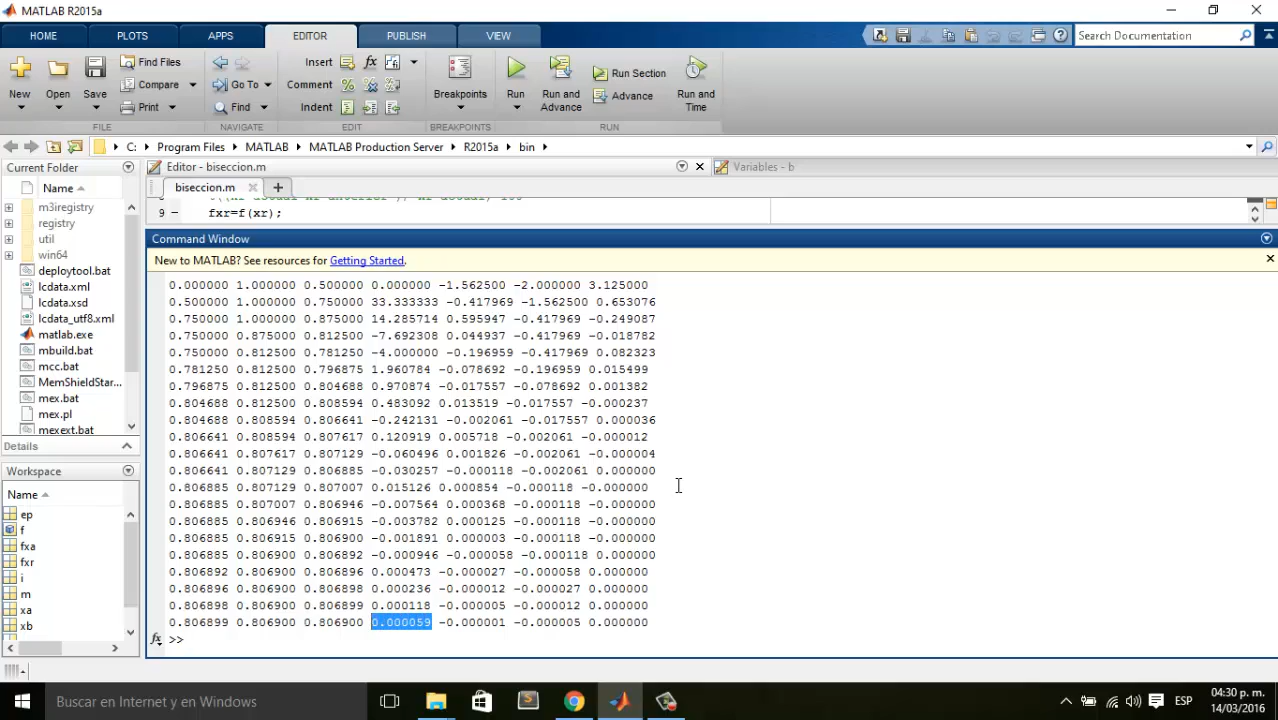 MATLAB R2015a
HOME PLOTS APPS EDITOR PUBLISH VIEW Search Documentation
New Open Save Find Files Compare Print
Go To Find
Insert Comment Indent
Breakpoints Run Run and Advance Run Section Advance Run and Time
FILE NAVIGATE EDIT BREAKPOINTS RUN
C: Program Files MATLAB MATLAB Production Server R2015a bin
Current Folder
Name
m3iregistry
registry
util
win64
deploytool.bat
lcdata.xml
lcdata.xsd
lcdata_utf8.xml
matlab.exe
mbuild.bat
mcc.bat
MemShieldStar...
mex.bat
mex.pl
mexext.bat
Details
Workspace
Name
ep
f
fxa
fxr
i
m
xa
xb
Editor - biseccion.m Variables - b
biseccion.m
9 – fxr=f(xr);
Command Window
New to MATLAB? See resources for Getting Started.
0.000000 1.000000 0.500000 0.000000 -1.562500 -2.000000 3.125000
0.500000 1.000000 0.750000 33.333333 -0.417969 -1.562500 0.653076
0.750000 1.000000 0.875000 14.285714 0.595947 -0.417969 -0.249087
0.750000 0.875000 0.812500 -7.692308 0.044937 -0.417969 -0.018782
0.750000 0.812500 0.781250 -4.000000 -0.196959 -0.417969 0.082323
0.781250 0.812500 0.796875 1.960784 -0.078692 -0.196959 0.015499
0.796875 0.812500 0.804688 0.970874 -0.017557 -0.078692 0.001382
0.804688 0.812500 0.808594 0.483092 0.013519 -0.017557 -0.000237
0.804688 0.808594 0.806641 -0.242131 -0.002061 -0.017557 0.000036
0.806641 0.808594 0.807617 0.120919 0.005718 -0.002061 -0.000012
0.806641 0.807617 0.807129 -0.060496 0.001826 -0.002061 -0.000004
0.806641 0.807129 0.806885 -0.030257 -0.000118 -0.002061 0.000000
0.806885 0.807129 0.807007 0.015126 0.000854 -0.000118 -0.000000
0.806885 0.807007 0.806946 -0.007564 0.000368 -0.000118 -0.000000
0.806885 0.806946 0.806915 -0.003782 0.000125 -0.000118 -0.000000
0.806885 0.806915 0.806900 -0.001891 0.000003 -0.000118 -0.000000
0.806885 0.806900 0.806892 -0.000946 -0.000058 -0.000118 0.000000
0.806892 0.806900 0.806896 0.000473 -0.000027 -0.000058 0.000000
0.806896 0.806900 0.806898 0.000236 -0.000012 -0.000027 0.000000
0.806898 0.806900 0.806899 0.000118 -0.000005 -0.000012 0.000000
0.806899 0.806900 0.806900 0.000059 -0.000001 -0.000005 0.000000
fx >>
Buscar en Internet y en Windows
ESP
04:30 p. m.
14/03/2016